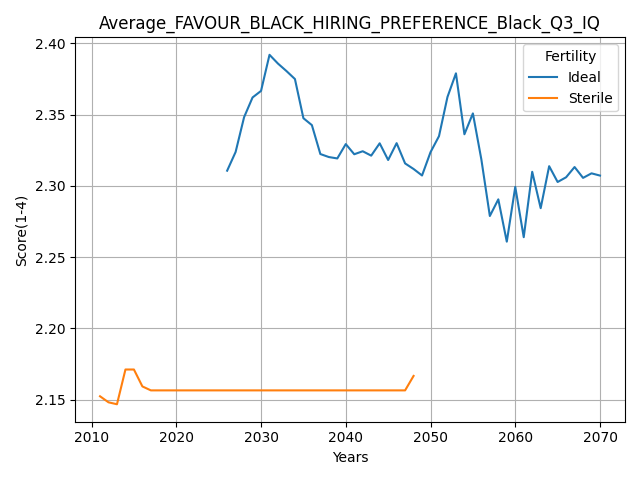 Average_FAVOUR_BLACK_HIRING_PREFERENCE_Black_Q3_IQ
Fertility
Ideal
Sterile
Score(1-4)
2.40
2.35
2.30
2.25
2.20
2.15
2010 2020 2030 2040 2050 2060 2070
Years